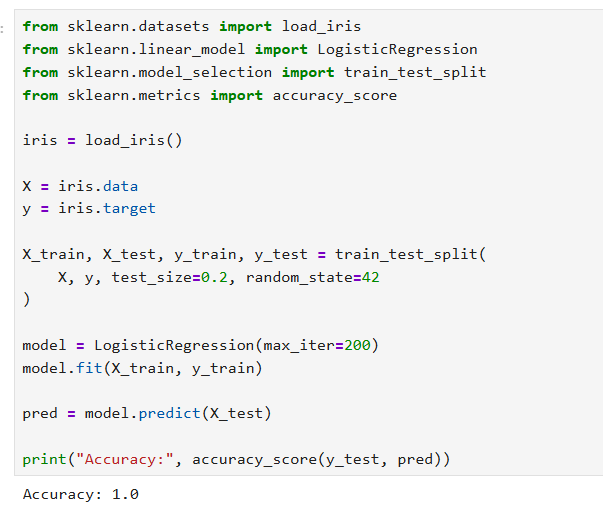 from sklearn.datasets import load_iris
from sklearn.linear_model import LogisticRegression
from sklearn.model_selection import train_test_split
from sklearn.metrics import accuracy_score

iris = load_iris()

X = iris.data
y = iris.target

X_train, X_test, y_train, y_test = train_test_split(
    X, y, test_size=0.2, random_state=42
)

model = LogisticRegression(max_iter=200)
model.fit(X_train, y_train)

pred = model.predict(X_test)

print("Accuracy:", accuracy_score(y_test, pred))
Accuracy: 1.0